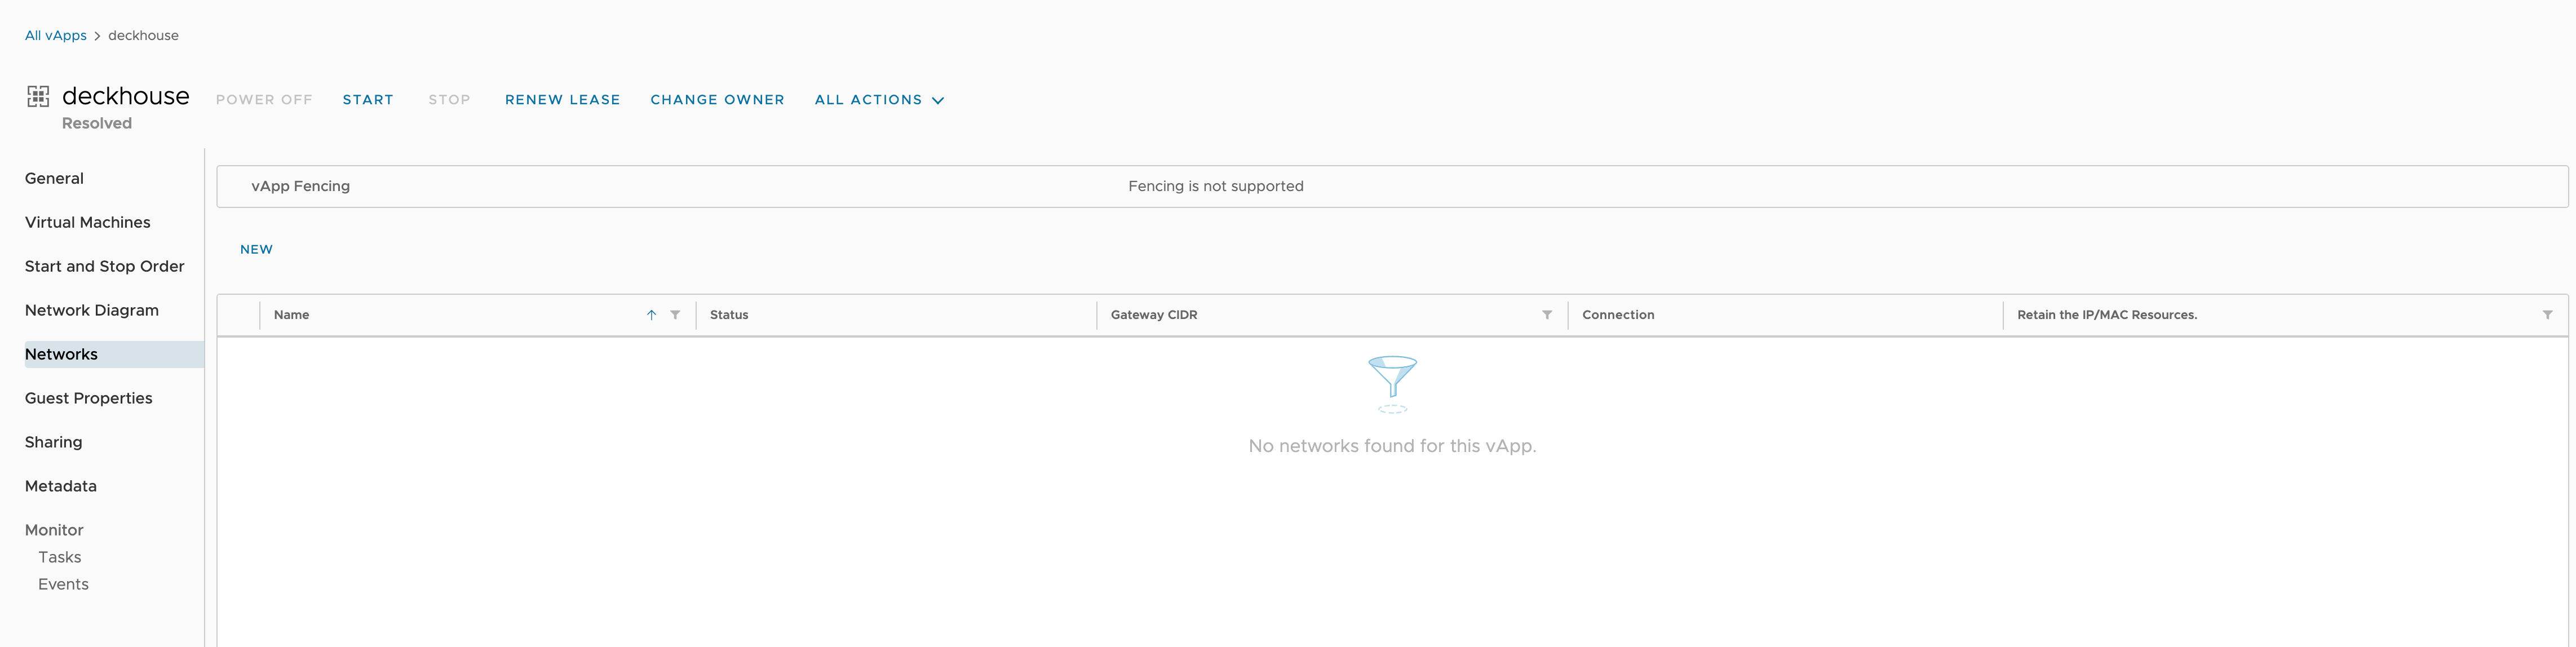 All vApps > deckhouse
deckhouse
POWER OFF
START
STOP
RENEW LEASE
CHANGE OWNER
ALL ACTIONS
Resolved
General
Virtual Machines
Start and Stop Order
Network Diagram
Networks
Guest Properties
Sharing
Metadata
Monitor
Tasks
Events
vApp Fencing
Fencing is not supported
NEW
Name
Status
Gateway CIDR
Connection
Retain the IP/MAC Resources.
No networks found for this vApp.